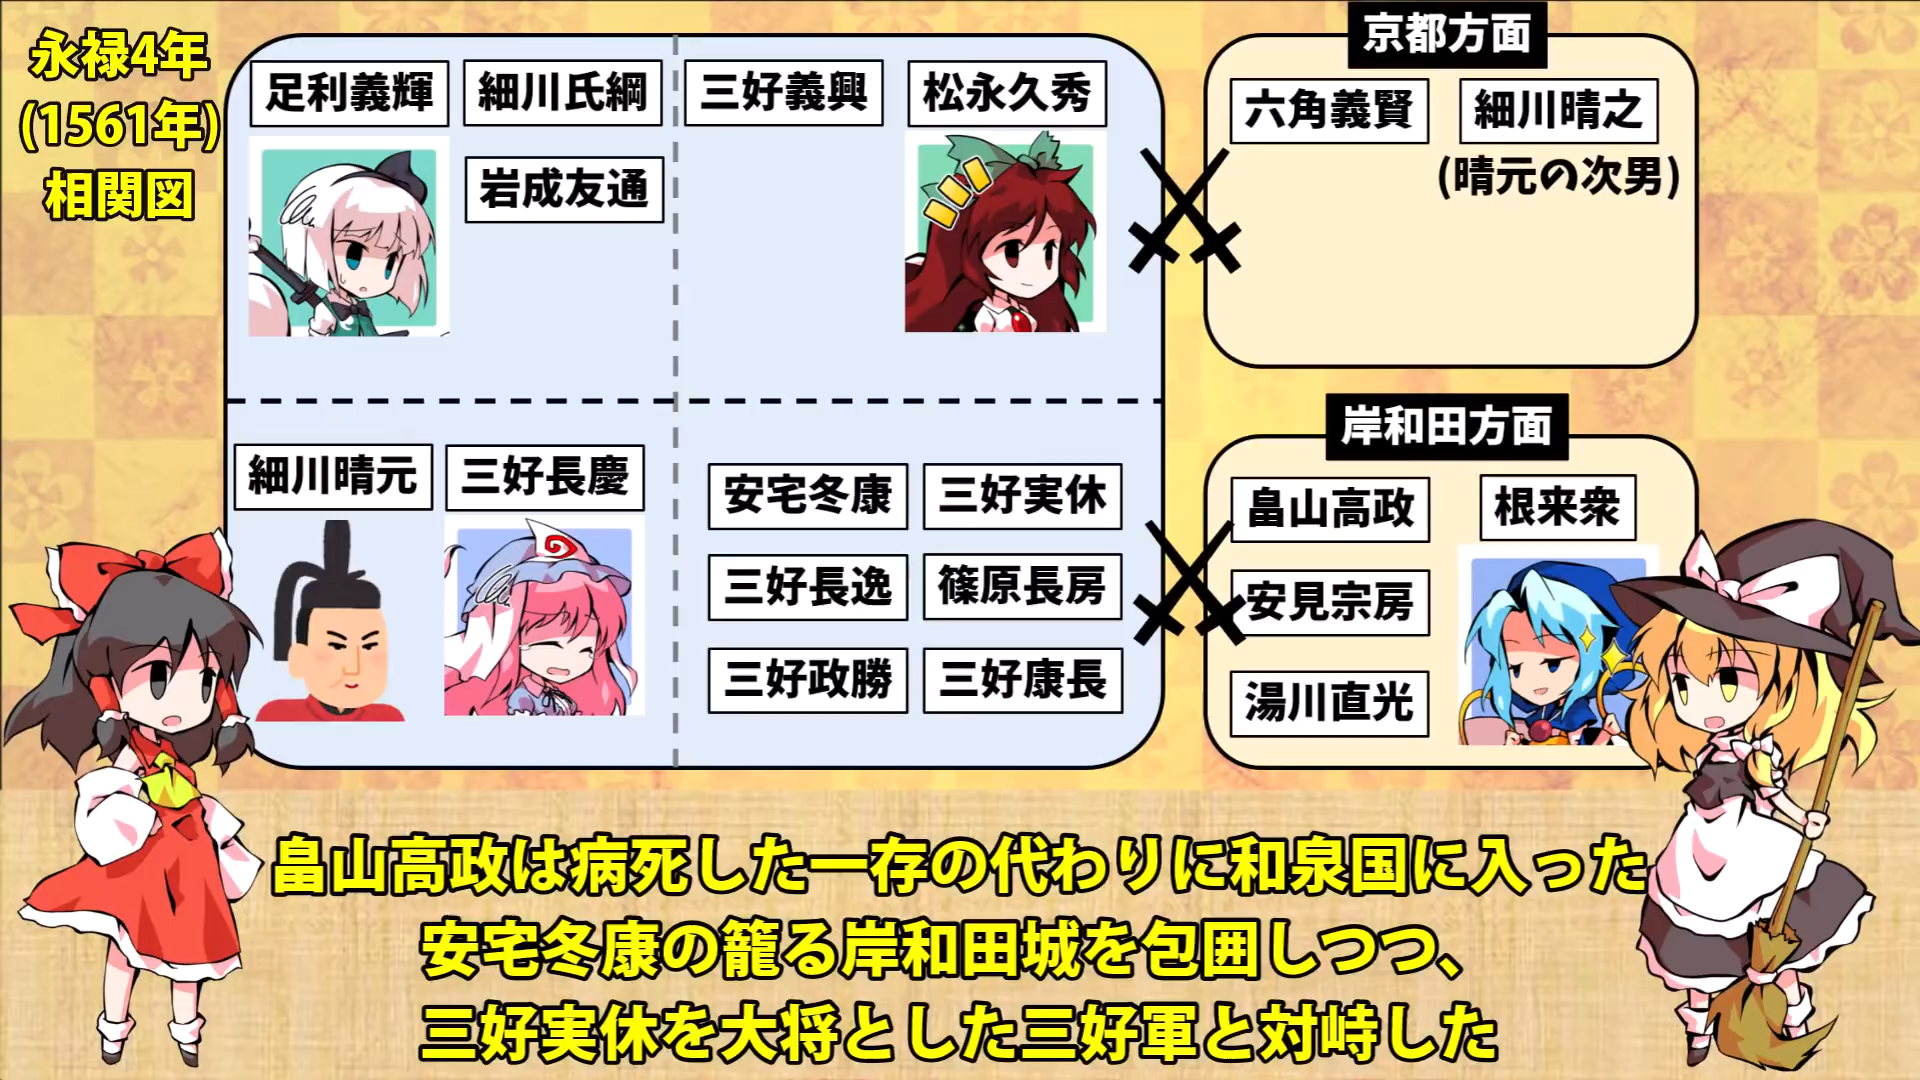 永禄4年
(1561年)
相関図
足利義輝
細川氏綱
三好義興
松永久秀
岩成友通
細川晴元
三好長慶
安宅冬康
三好実休
三好長逸
篠原長房
三好政勝
三好康長
京都方面
六角義賢
細川晴之
(晴元の次男)
岸和田方面
畠山高政
根来衆
安見宗房
湯川直光
畠山高政は病死した一存の代わりに和泉国に入った
安宅冬康の籠る岸和田城を包囲しつつ、
三好実休を大将とした三好軍と対峙した